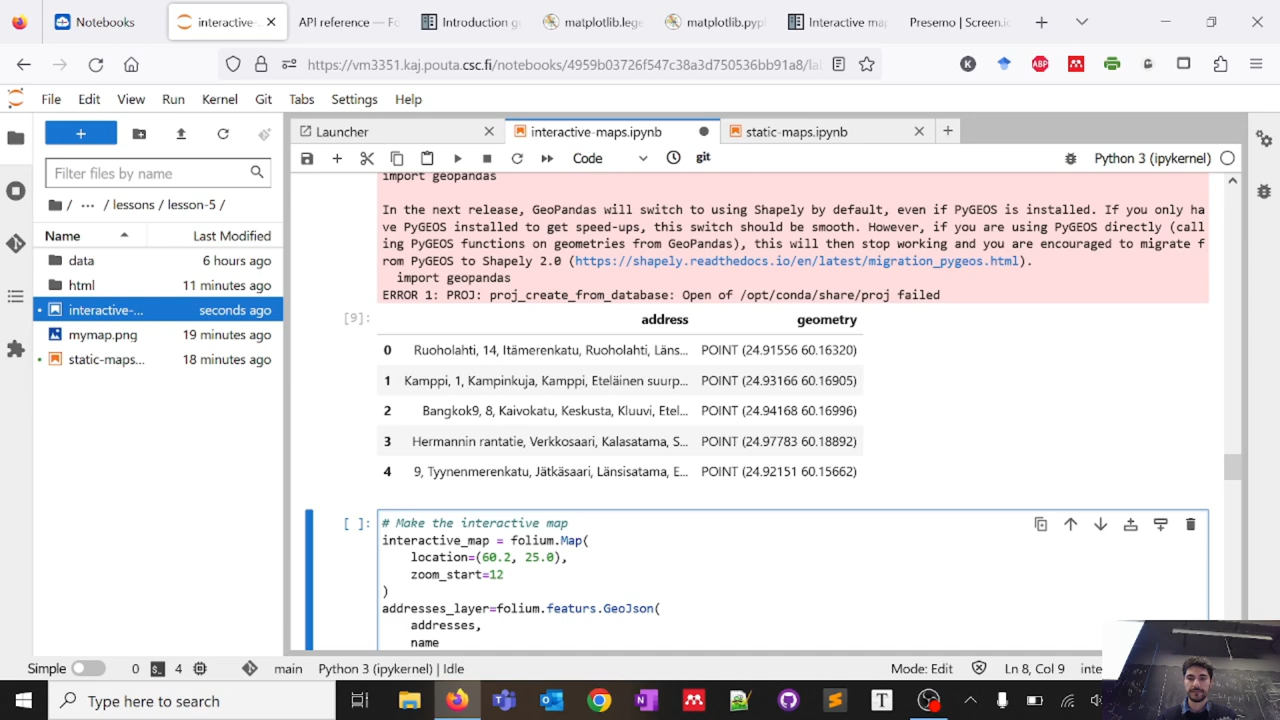 Notebooks
interactive-
API reference — Fo
Introduction g
matplotlib.lege
matplotlib.pypl
Interactive ma
Presemo | Screen.io
https://vm3351.kaj.pouta.csc.fi/notebooks/4959b03726f547c38a3d750536bb91a8/la
File Edit View Run Kernel Git Tabs Settings Help
Launcher
interactive-maps.ipynb
static-maps.ipynb
Filter files by name
Code
git
Python 3 (ipykernel)
/ ··· / lessons / lesson-5 /
Name Last Modified
data 6 hours ago
html 11 minutes ago
interactive-... seconds ago
mymap.png 19 minutes ago
static-maps... 18 minutes ago
import geopandas
In the next release, GeoPandas will switch to using Shapely by default, even if PyGEOS is installed. If you only ha
ve PyGEOS installed to get speed-ups, this switch should be smooth. However, if you are using PyGEOS directly (call
ing PyGEOS functions on geometries from GeoPandas), this will then stop working and you are encouraged to migrate f
rom PyGEOS to Shapely 2.0 (https://shapely.readthedocs.io/en/latest/migration_pygeos.html).
import geopandas
ERROR 1: PROJ: proj_create_from_database: Open of /opt/conda/share/proj failed
[9]:
address geometry
0 Ruoholahti, 14, Itämerenkatu, Ruoholahti, Läns... POINT (24.91556 60.16320)
1 Kamppi, 1, Kampinkuja, Kamppi, Eteläinen suurp... POINT (24.93166 60.16905)
2 Bangkok9, 8, Kaivokatu, Keskusta, Kluuvi, Etel... POINT (24.94168 60.16996)
3 Hermannin rantatie, Verkkosaari, Kalasatama, S... POINT (24.97783 60.18892)
4 9, Tyynenmerenkatu, Jätkäsaari, Länsisatama, E... POINT (24.92151 60.15662)
[ ]: # Make the interactive map
interactive_map = folium.Map(
location=(60.2, 25.0),
zoom_start=12
)
addresses_layer=folium.featurs.GeoJson(
addresses,
name
Simple 0 4 main Python 3 (ipykernel) | Idle Mode: Edit Ln 8, Col 9 inte
Type here to search